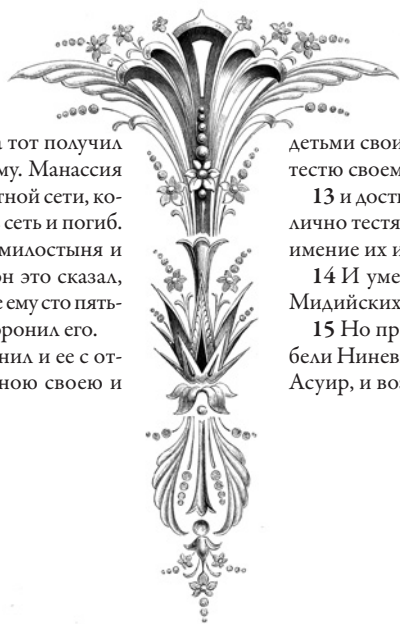 тот получил
му. Манассия
тной сети, ко-
сеть и погиб.
милостыня и
он это сказал,
е ему сто пять-
оронил его.
нил и ее с от-
ною своею и
детьми свои
тестю своем
13 и дости
лично тестя
имение их и
14 И уме
Мидийских
15 Но пр
бели Нинев
Асуир, и воз